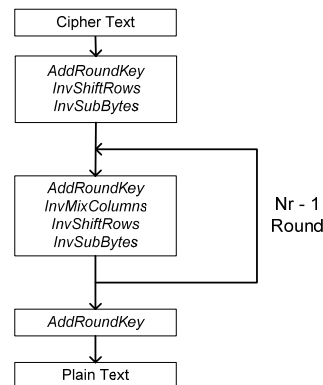 Cipher Text
AddRoundKey
InvShiftRows
InvSubBytes
AddRoundKey
InvMixColumns
InvShiftRows
InvSubBytes
Nr - 1
Round
AddRoundKey
Plain Text